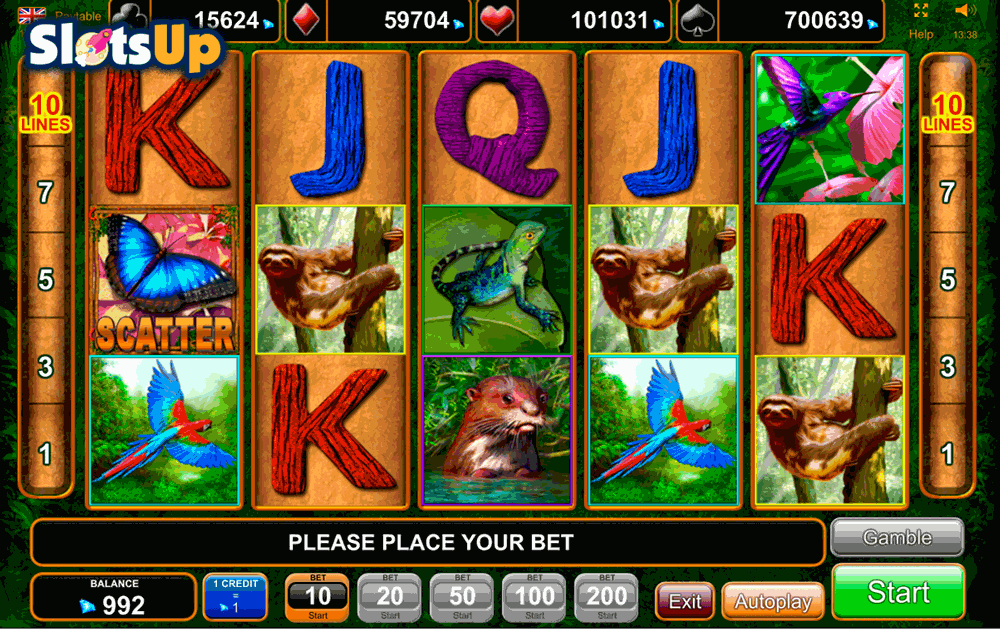 Paytable
15624
59704
101031
700639
Help
13:38
SlotsUp
10
LINES
10
LINES
K
J
Q
J
7
7
SCATTER
K
5
5
3
3
K
1
1
PLEASE PLACE YOUR BET
Gamble
BALANCE
992
1 CREDIT
=
1
BET
10
Start
BET
20
Start
BET
50
Start
BET
100
Start
BET
200
Start
Exit
Autoplay
Start